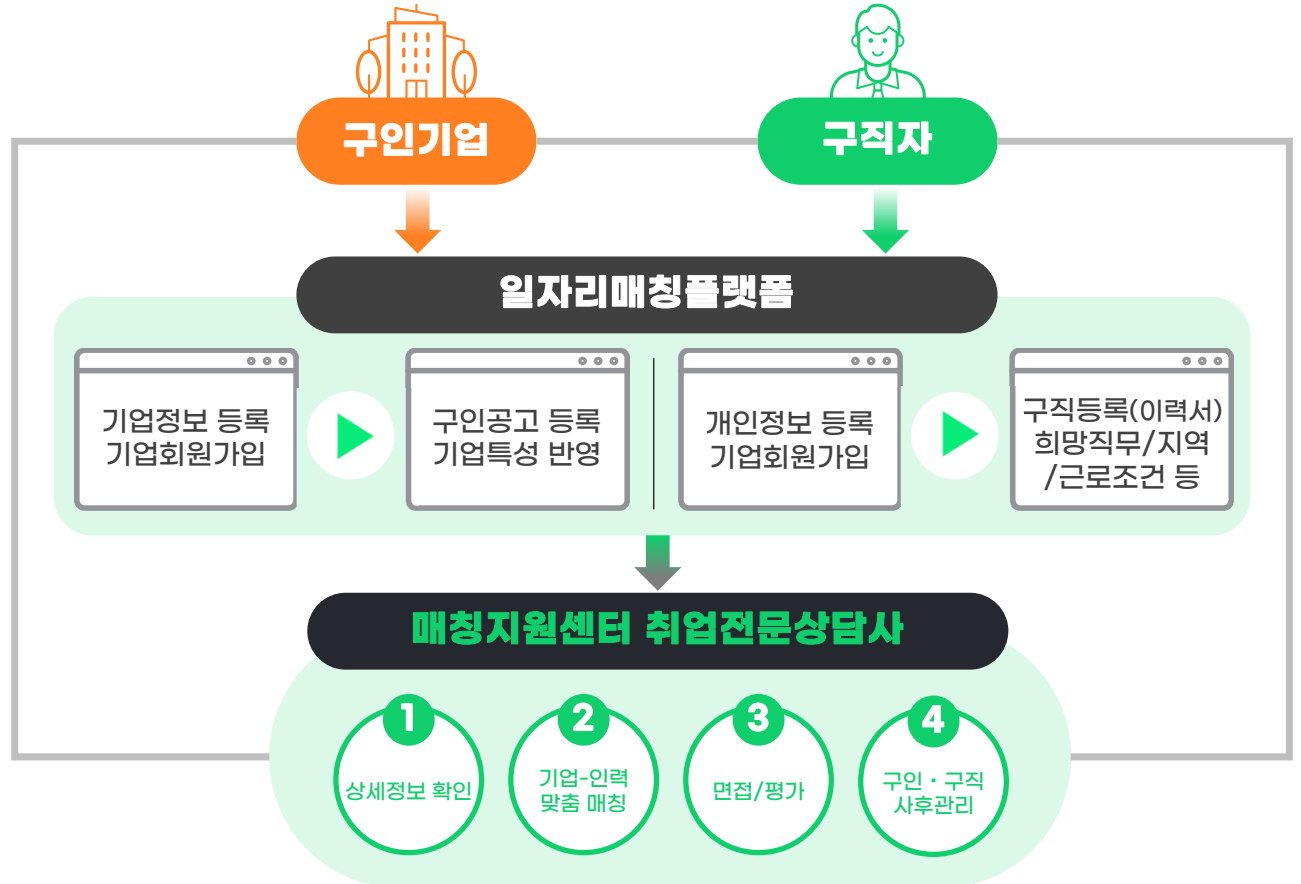 구인기업
구직자
일자리매칭플랫폼
기업정보 등록
기업회원가입
구인공고 등록
기업특성 반영
개인정보 등록
기업회원가입
구직등록(이력서)
희망직무/지역
/근로조건 등
매칭지원센터 취업전문상담사
1
상세정보 확인
2
기업-인력
맞춤 매칭
3
면접/평가
4
구인·구직
사후관리